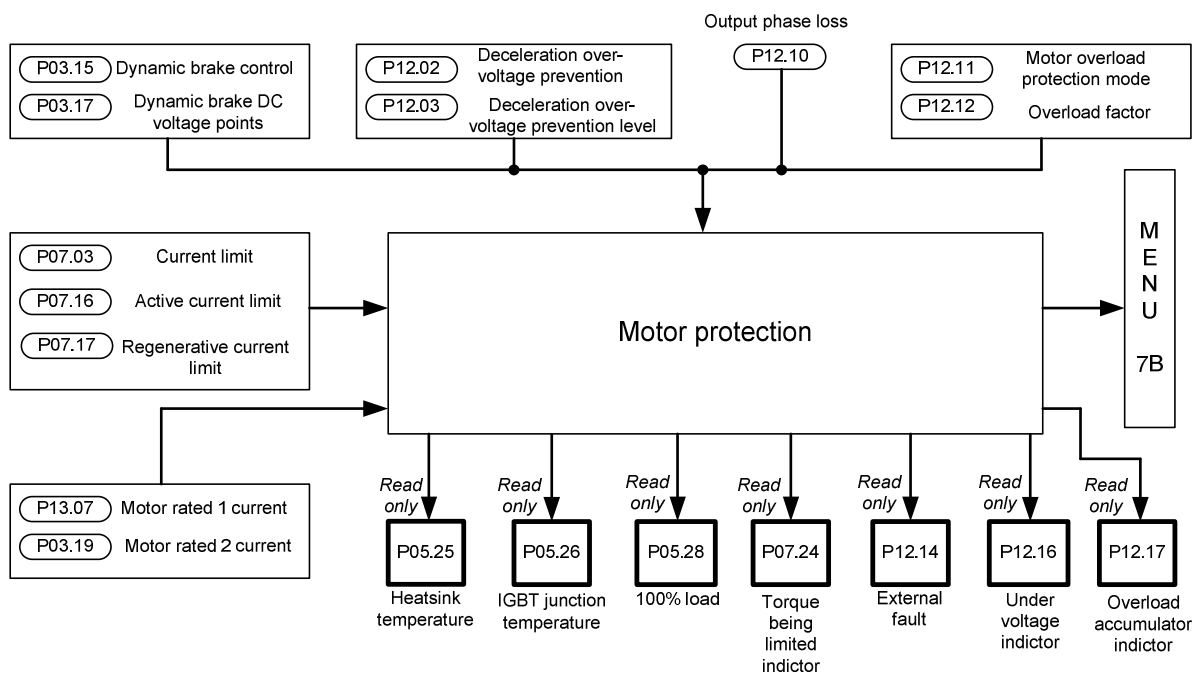 Output phase loss
P12.10
P03.15 Dynamic brake control
P03.17 Dynamic brake DC
voltage points
P12.02 Deceleration over-
voltage prevention
P12.03 Deceleration over-
voltage prevention level
P12.11 Motor overload
protection mode
P12.12 Overload factor
P07.03 Current limit
P07.16 Active current limit
P07.17 Regenerative current
limit
Motor protection
M
E
N
U
7B
P13.07 Motor rated 1 current
P03.19 Motor rated 2 current
Read
only
P05.25
Heatsink
temperature
Read
only
P05.26
IGBT junction
temperature
Read
only
P05.28
100% load
Read
only
P07.24
Torque
being
limited
indictor
Read
only
P12.14
External
fault
Read
only
P12.16
Under
voltage
indictor
Read
only
P12.17
Overload
accumulator
indictor